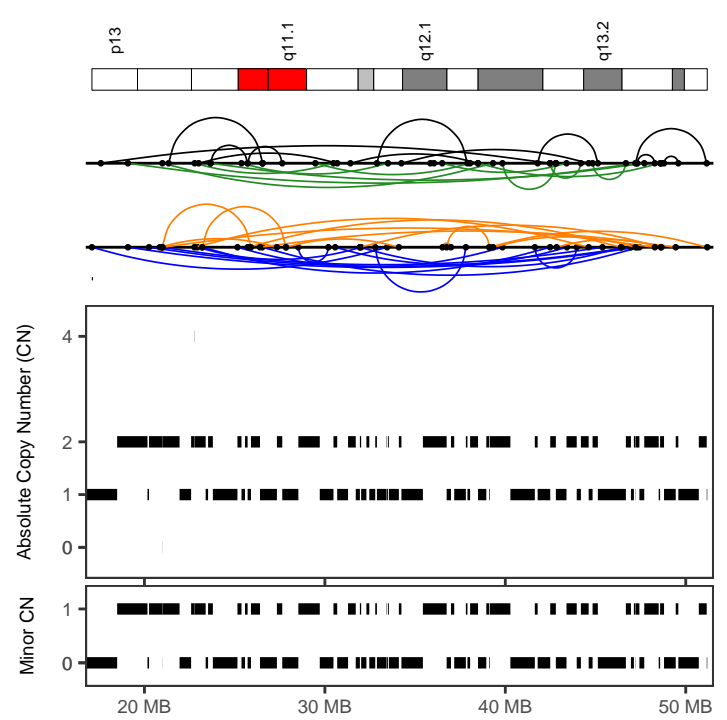 p13
q11.1
q12.1
q13.2
Absolute Copy Number (CN)
4
2
1
0
Minor CN
1
0
20 MB
30 MB
40 MB
50 MB